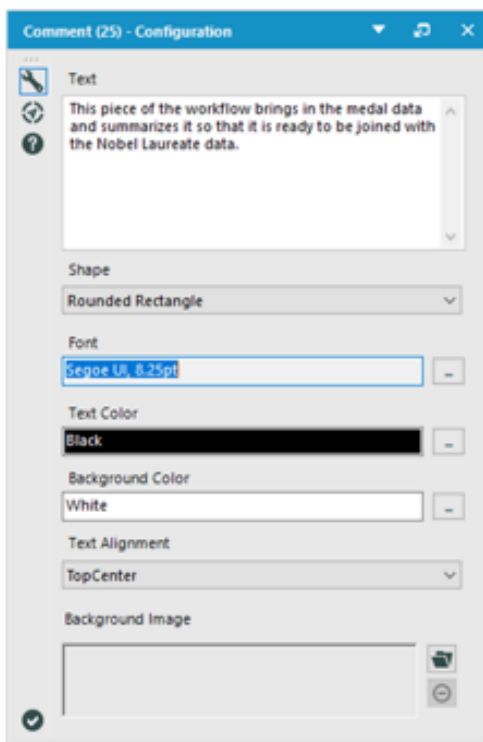 Comment (25) - Configuration
Text
This piece of the workflow brings in the medal data
and summarizes it so that it is ready to be joined with
the Nobel Laureate data.
Shape
Rounded Rectangle
Font
Segoe UI, 8.25pt
Text Color
Black
Background Color
White
Text Alignment
TopCenter
Background Image